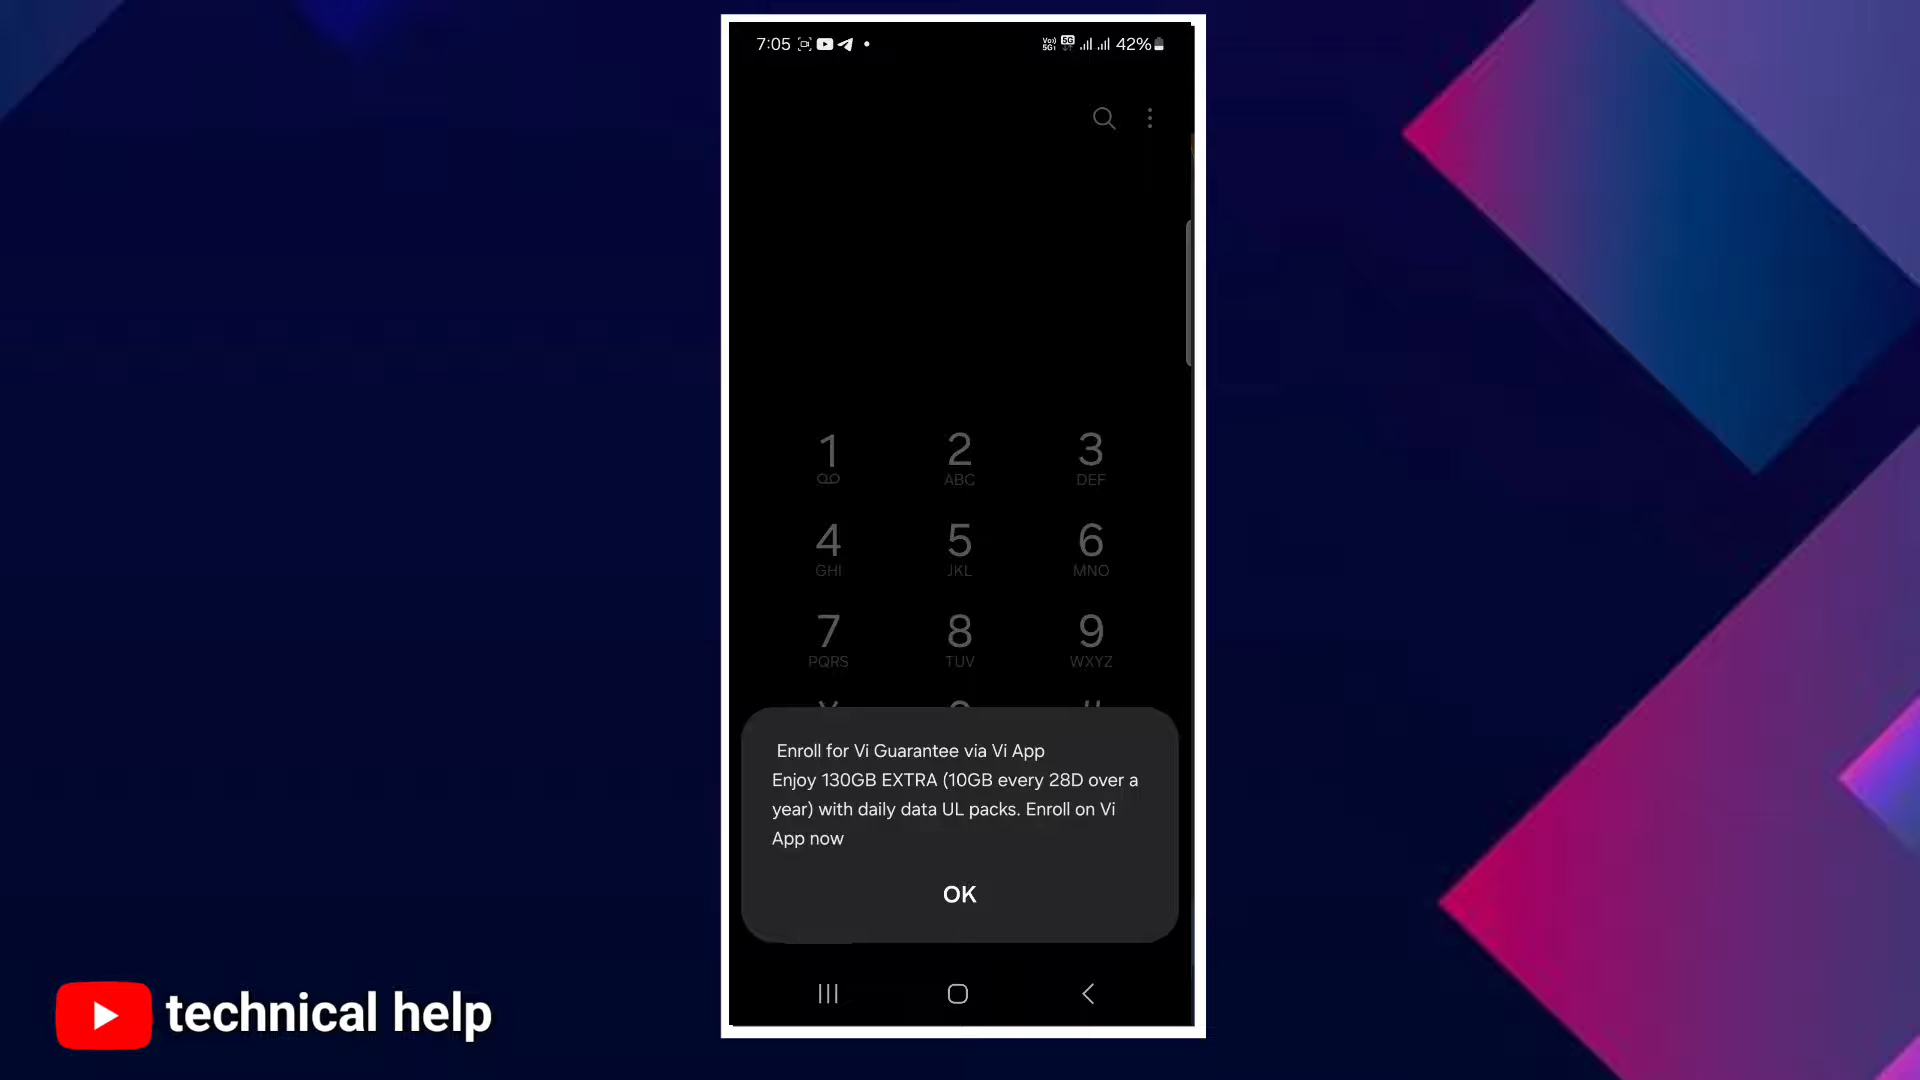 7:05
Vo)) 5G 42%
1 2 3
ABC DEF
4 5 6
GHI JKL MNO
7 8 9
PQRS TUV WXYZ
Enroll for Vi Guarantee via Vi App
Enjoy 130GB EXTRA (10GB every 28D over a
year) with daily data UL packs. Enroll on Vi
App now
OK
technical help